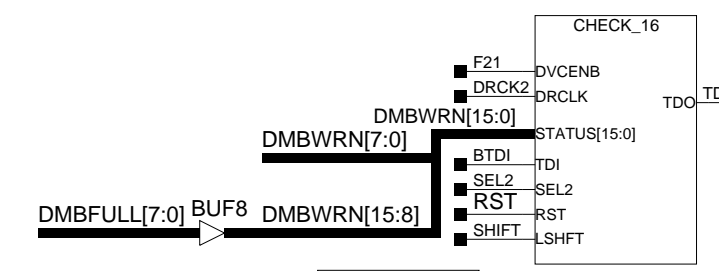 CHECK_16
F21
DVCENB
DRCK2
DRCLK
TDO
DMBWRN[15:0]
DMBWRN[7:0]
STATUS[15:0]
BTDI
TDI
SEL2
SEL2
RST
RST
SHIFT
LSHFT
DMBFULL[7:0]
BUF8
DMBWRN[15:8]